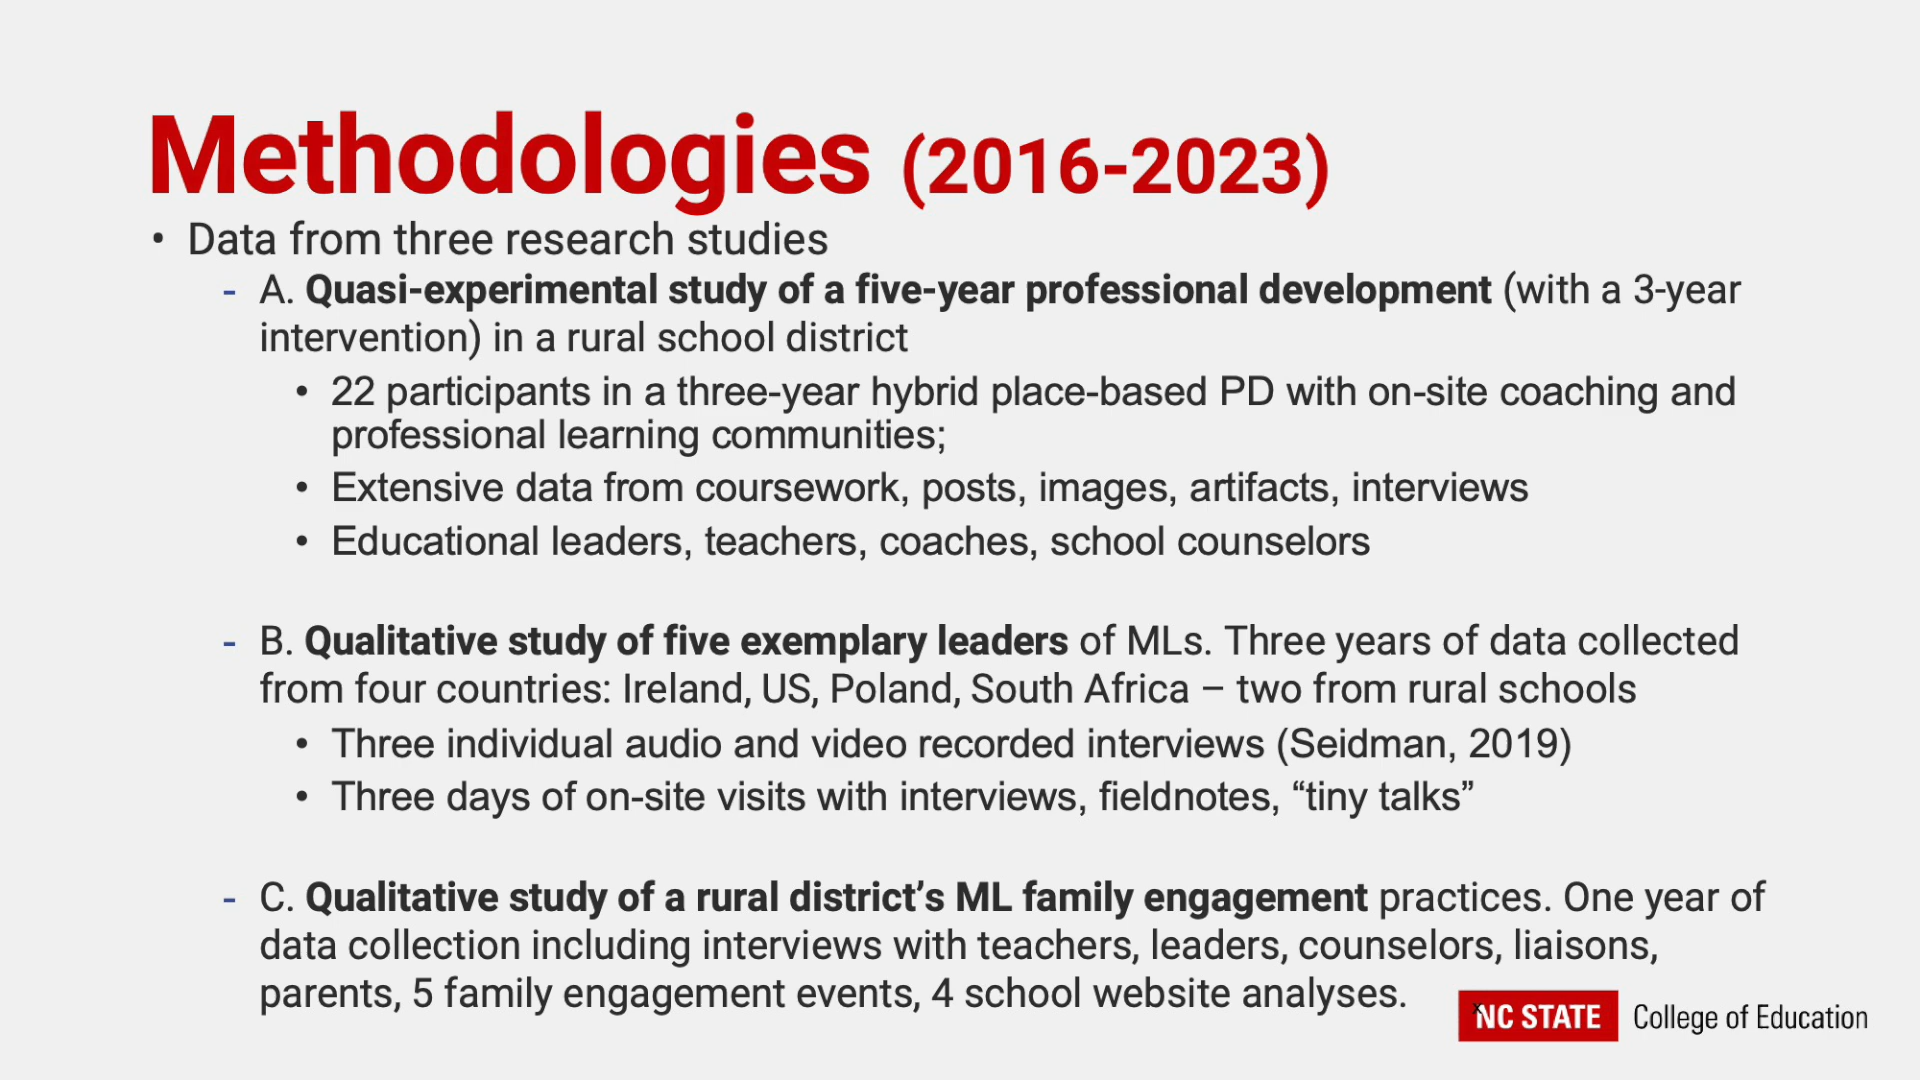 Methodologies (2016-2023)
• Data from three research studies
- A. Quasi-experimental study of a five-year professional development (with a 3-year
intervention) in a rural school district
• 22 participants in a three-year hybrid place-based PD with on-site coaching and
professional learning communities;
• Extensive data from coursework, posts, images, artifacts, interviews
• Educational leaders, teachers, coaches, school counselors
- B. Qualitative study of five exemplary leaders of MLs. Three years of data collected
from four countries: Ireland, US, Poland, South Africa – two from rural schools
• Three individual audio and video recorded interviews (Seidman, 2019)
• Three days of on-site visits with interviews, fieldnotes, “tiny talks”
- C. Qualitative study of a rural district’s ML family engagement practices. One year of
data collection including interviews with teachers, leaders, counselors, liaisons,
parents, 5 family engagement events, 4 school website analyses.
x
NC STATE College of Education